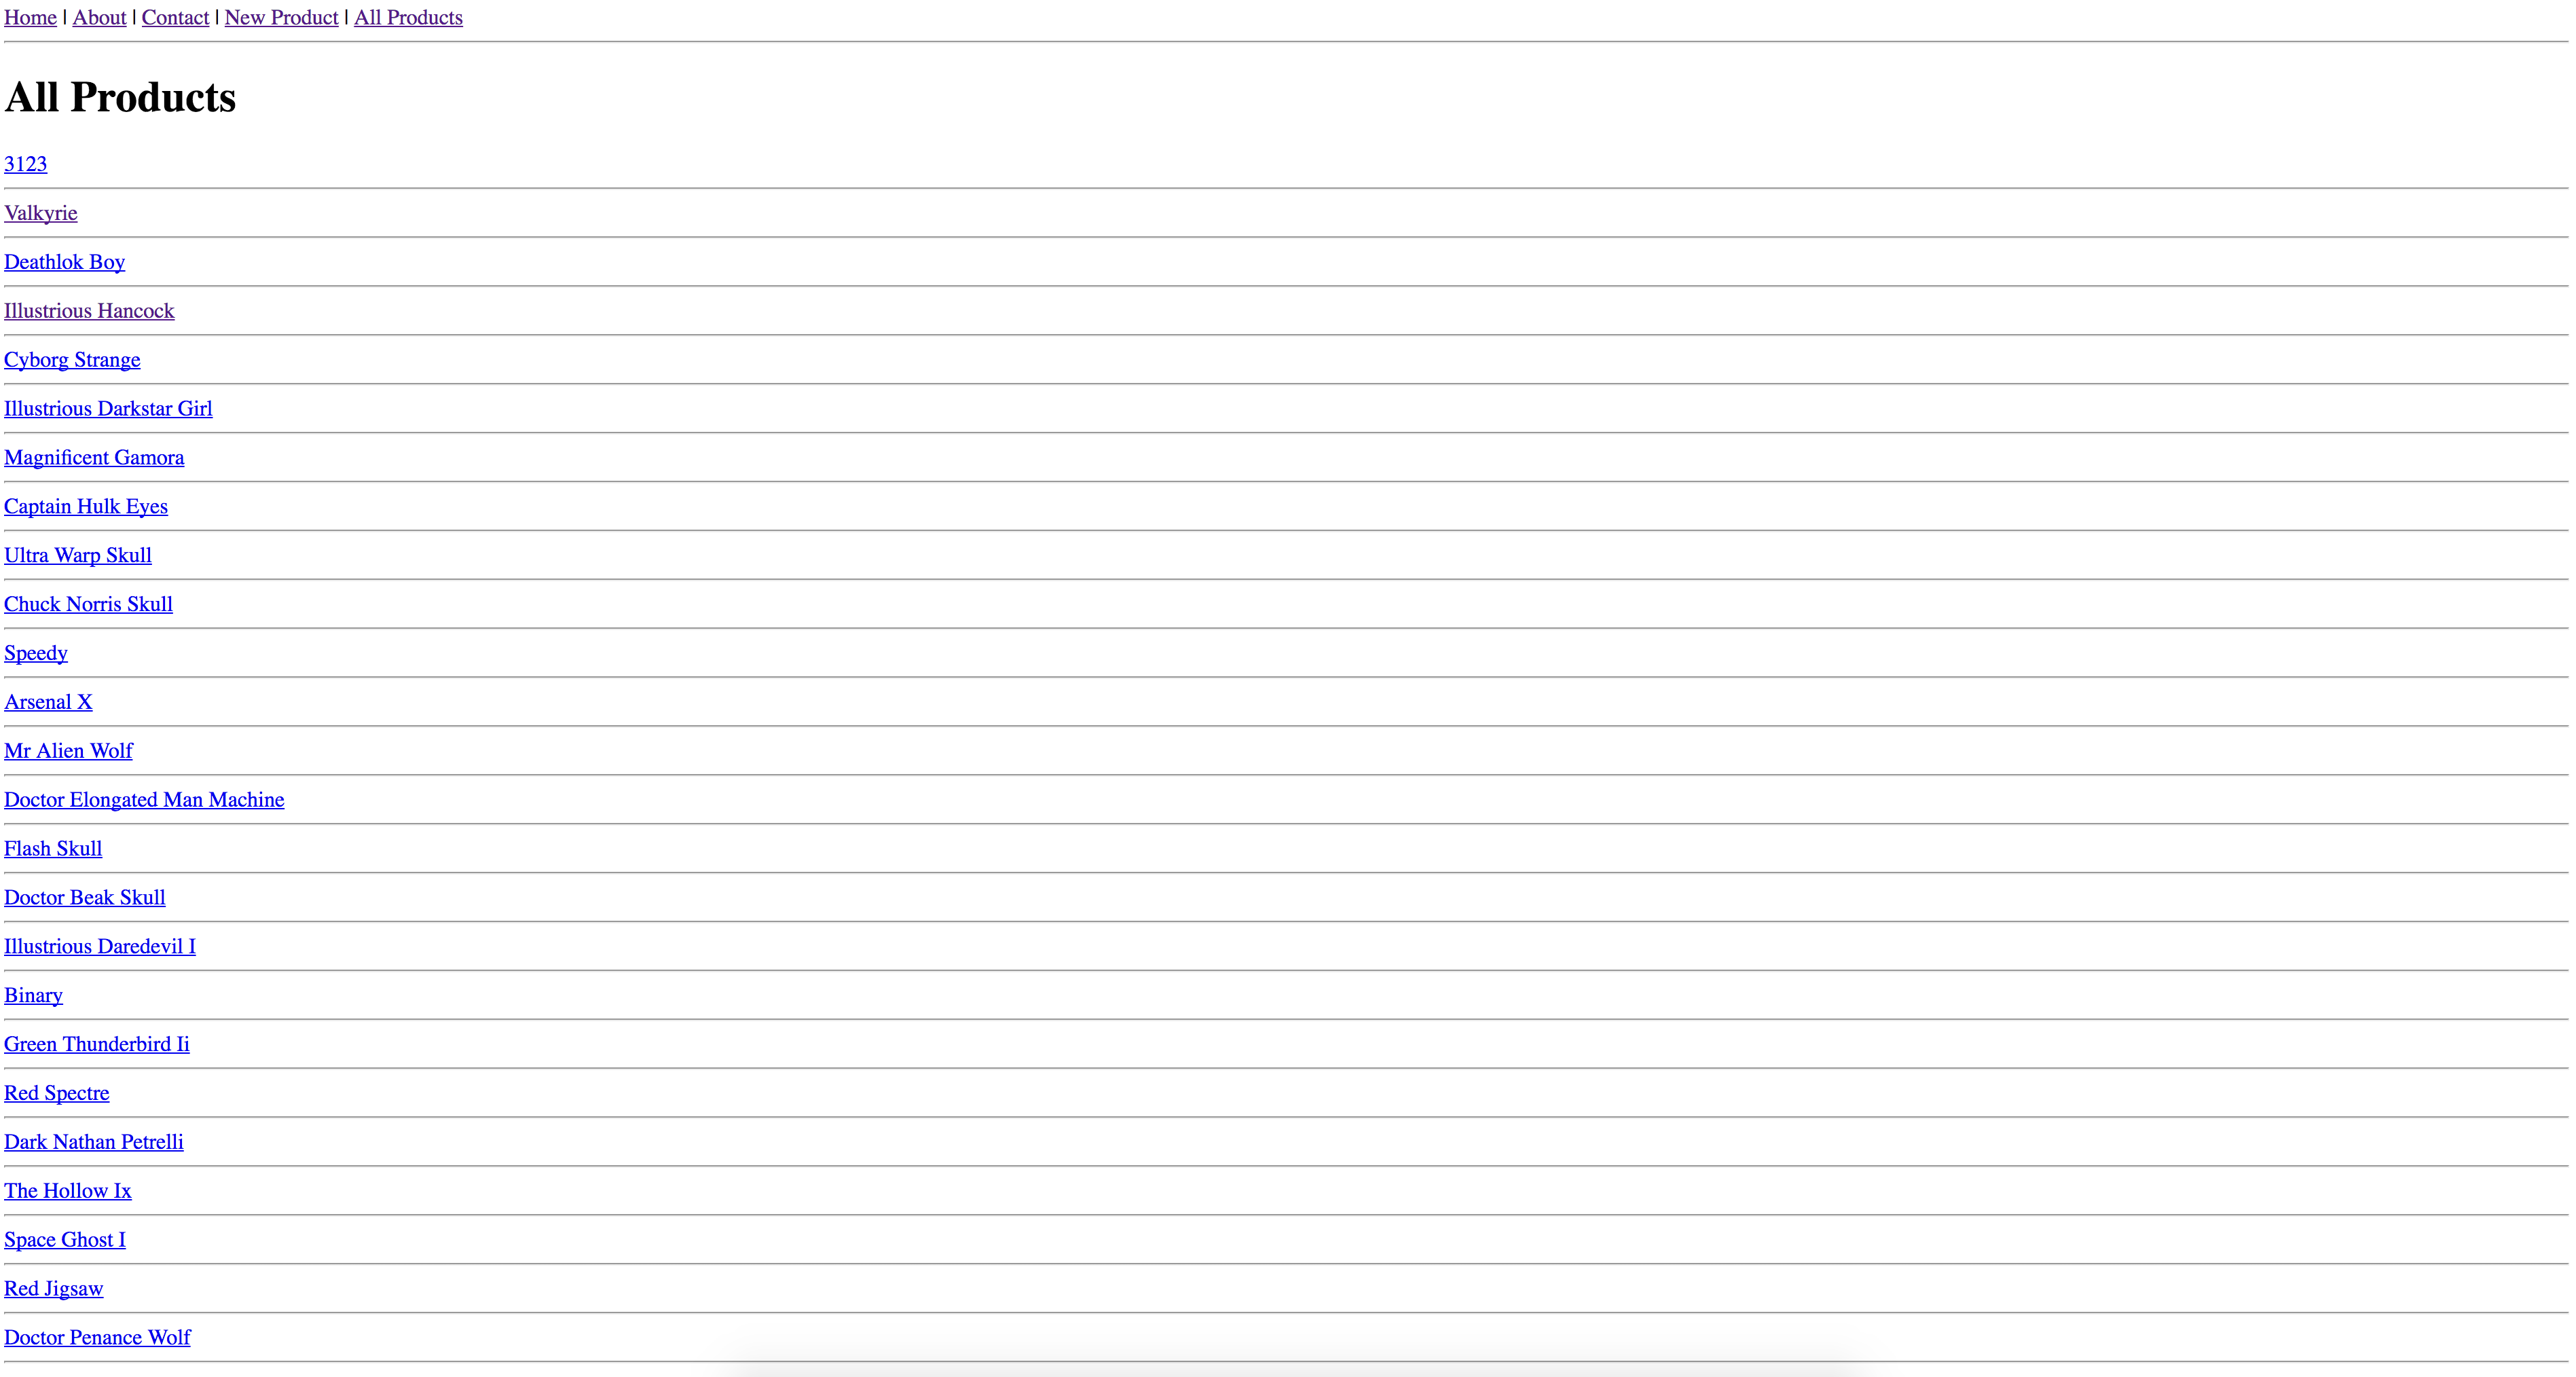 Home | About | Contact | New Product | All Products
All Products
3123
Valkyrie
Deathlok Boy
Illustrious Hancock
Cyborg Strange
Illustrious Darkstar Girl
Magnificent Gamora
Captain Hulk Eyes
Ultra Warp Skull
Chuck Norris Skull
Speedy
Arsenal X
Mr Alien Wolf
Doctor Elongated Man Machine
Flash Skull
Doctor Beak Skull
Illustrious Daredevil I
Binary
Green Thunderbird Ii
Red Spectre
Dark Nathan Petrelli
The Hollow Ix
Space Ghost I
Red Jigsaw
Doctor Penance Wolf